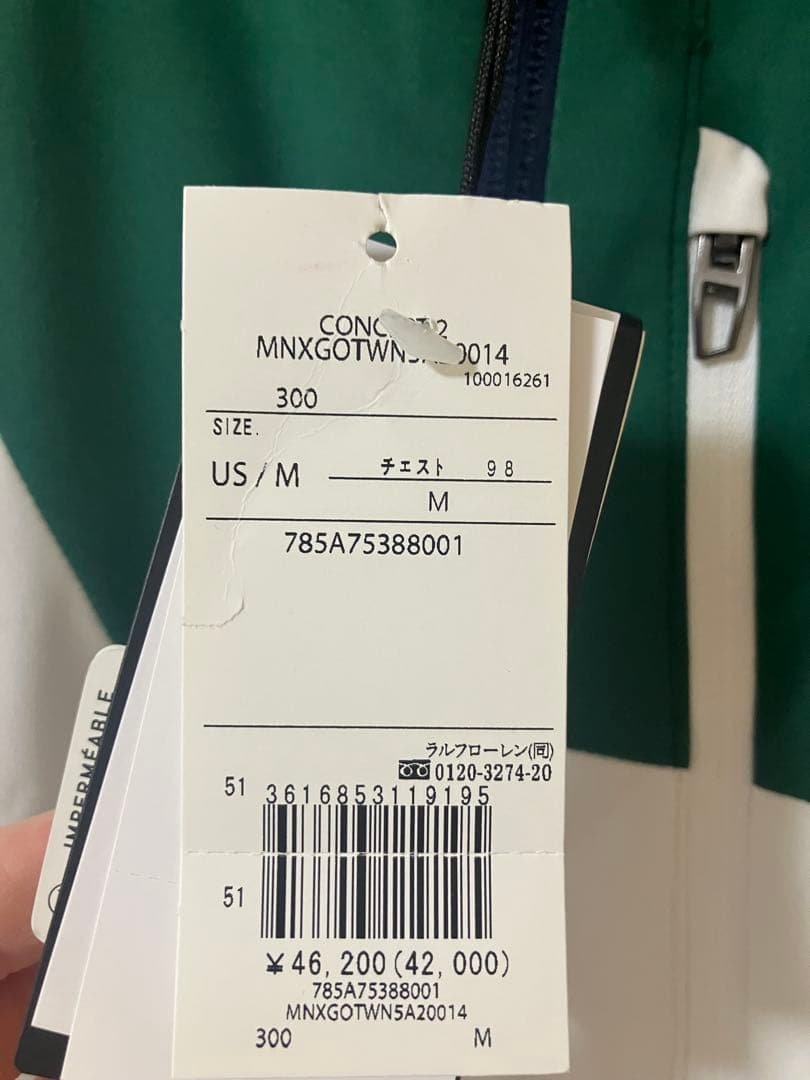 MNXGOTWN5A20014
100016261
300
SIZE.
US/M
チェスト 98
M
785A75388001
ラルフローレン(同)
0120-3274-20
51
3616853119195
51
¥46,200(42,000)
785A75388001
MNXGOTWN5A20014
300 M
IMPERMÉABLE